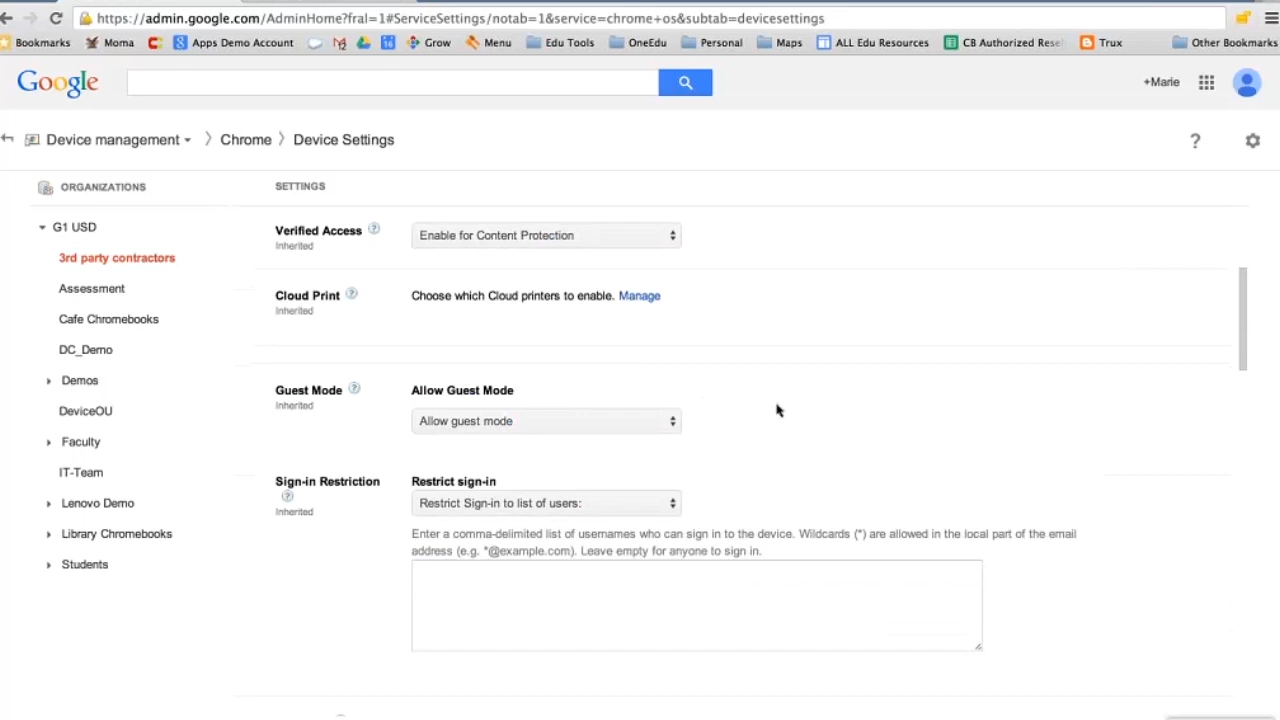 https://admin.google.com/AdminHome?fral=1#ServiceSettings/notab=1&service=chrome+os&subtab=devicesettings
Bookmarks Moma Apps Demo Account 16 Grow Menu Edu Tools OneEdu Personal Maps ALL Edu Resources CB Authorized Rese Trux Other Bookmarks
Google +Marie
Device management > Chrome > Device Settings ?
ORGANIZATIONS
G1 USD
3rd party contractors
Assessment
Cafe Chromebooks
DC_Demo
Demos
DeviceOU
Faculty
IT-Team
Lenovo Demo
Library Chromebooks
Students
SETTINGS
Verified Access ? Enable for Content Protection
Inherited
Cloud Print ? Choose which Cloud printers to enable. Manage
Inherited
Guest Mode ? Allow Guest Mode
Inherited
Allow guest mode
Sign-in Restriction Restrict sign-in
?
Inherited
Restrict Sign-in to list of users:
Enter a comma-delimited list of usernames who can sign in to the device. Wildcards (*) are allowed in the local part of the email
address (e.g. *@example.com). Leave empty for anyone to sign in.